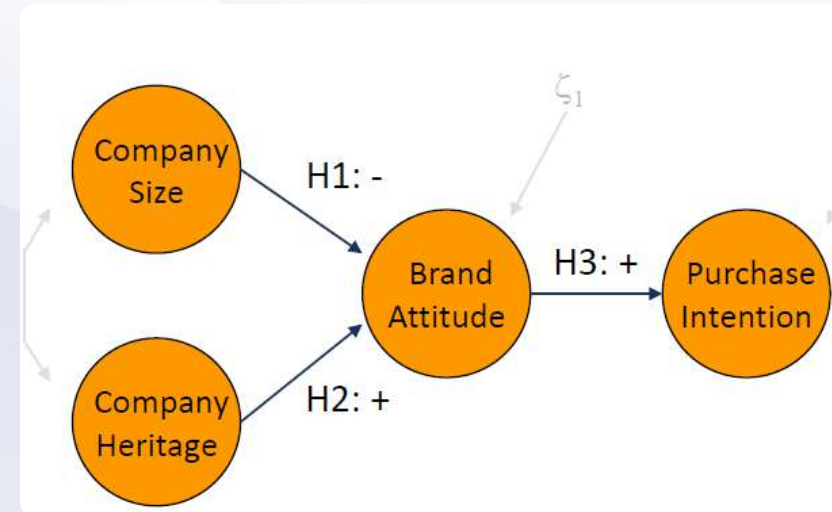 ζ1
Company
Size
H1: -
Brand
Attitude
H3: +
Purchase
Intention
Company
Heritage
H2: +